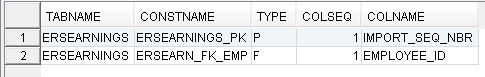 TABNAME CONSTNAME TYPE COLSEQ COLNAME
1 ERSEARNINGS ERSEARNINGS_PK P 1 IMPORT_SEQ_NBR
2 ERSEARNINGS ERSEARN_FK_EMP F 1 EMPLOYEE_ID